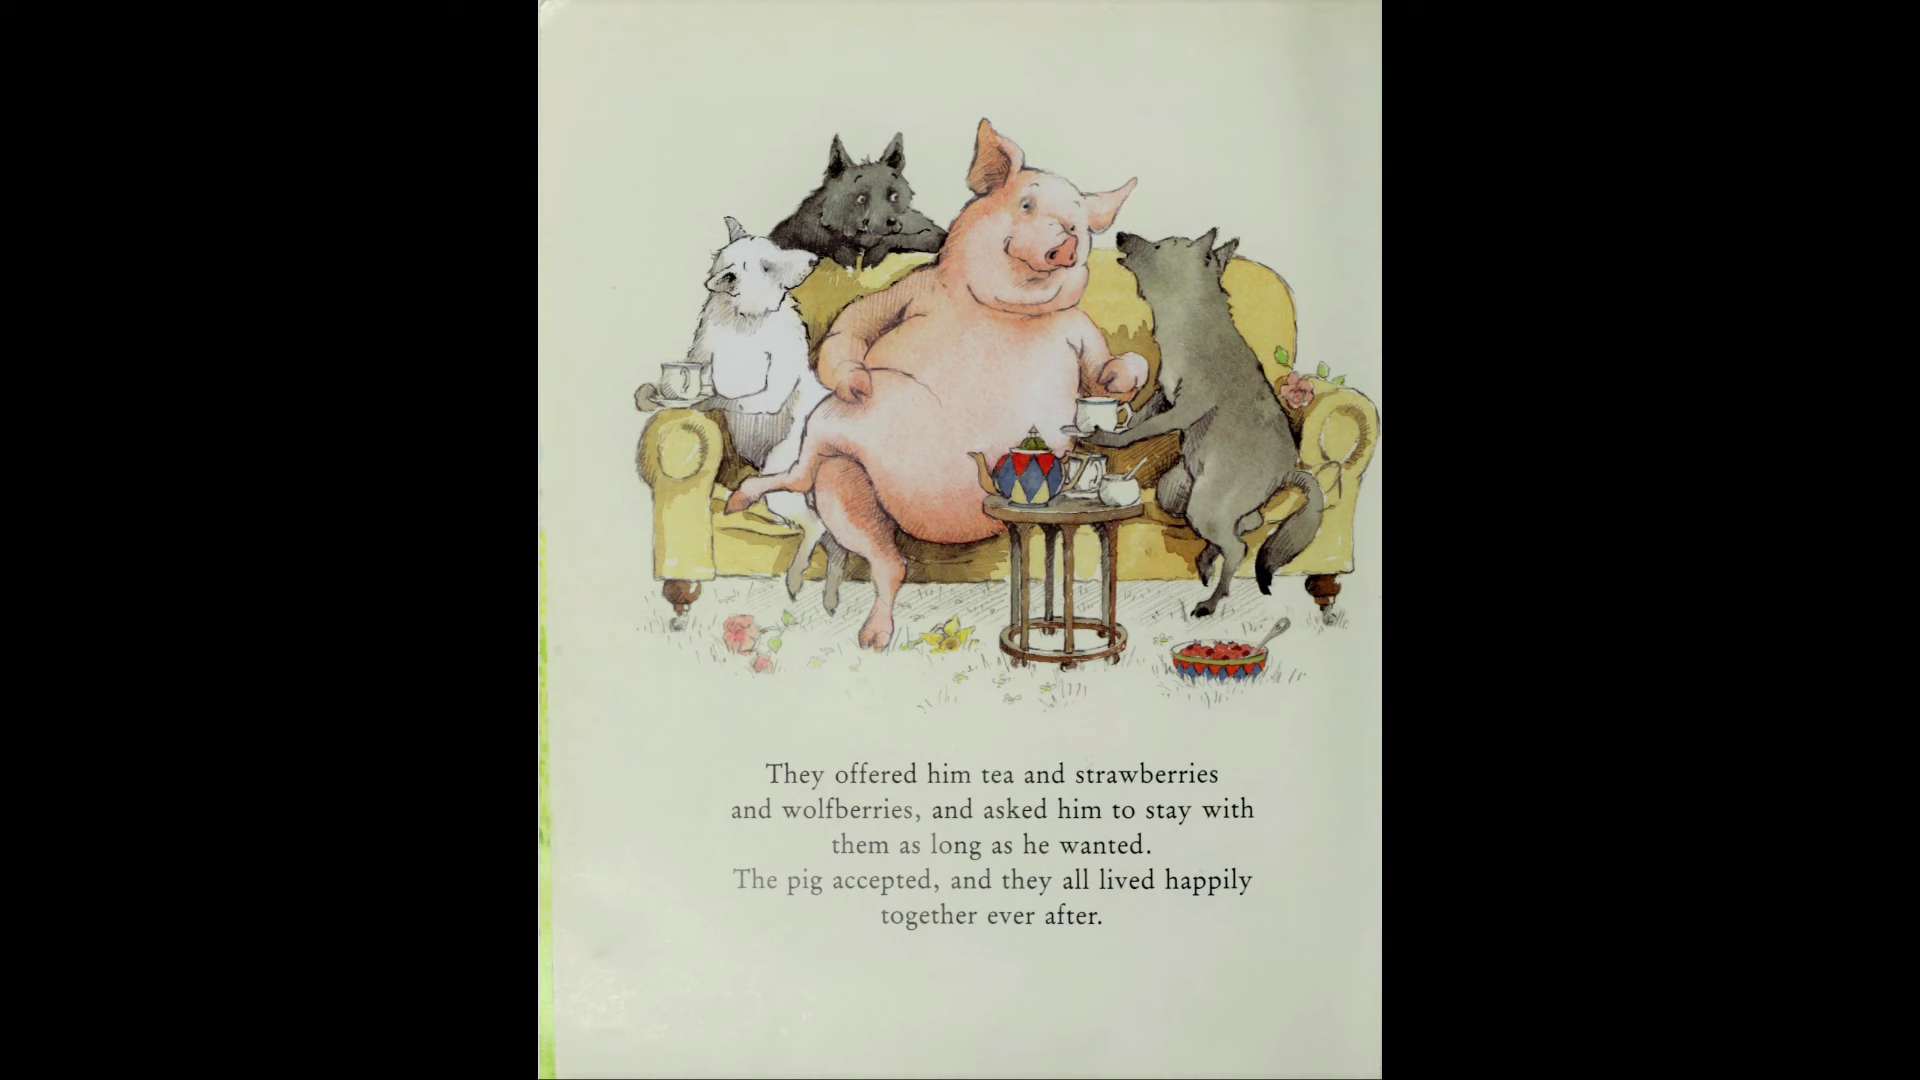 They offered him tea and strawberries
and wolfberries, and asked him to stay with
them as long as he wanted.
The pig accepted, and they all lived happily
together ever after.